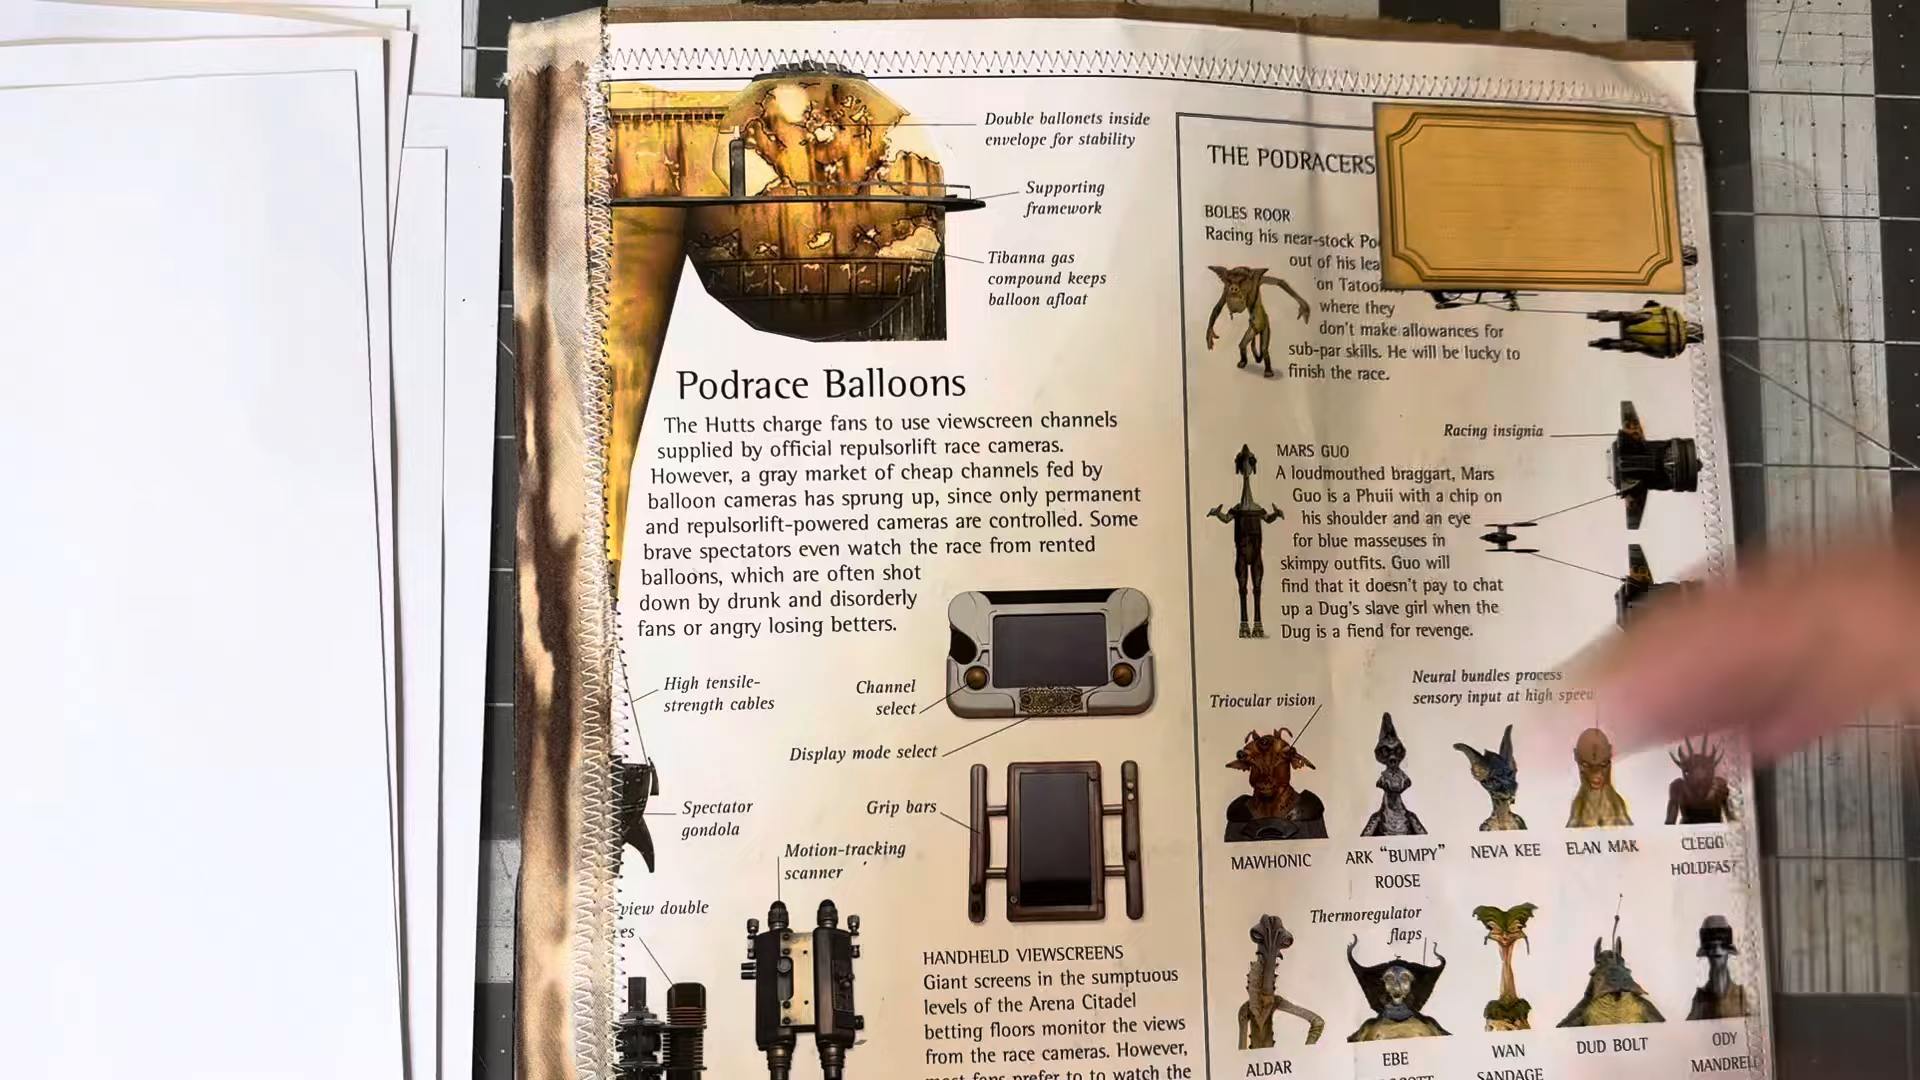 Double ballonets inside
envelope for stability
Supporting
framework
Tibanna gas
compound keeps
balloon afloat
Podrace Balloons
The Hutts charge fans to use viewscreen channels
supplied by official repulsorlift race cameras.
However, a gray market of cheap channels fed by
balloon cameras has sprung up, since only permanent
and repulsorlift-powered cameras are controlled. Some
brave spectators even watch the race from rented
balloons, which are often shot
down by drunk and disorderly
fans or angry losing betters.
High tensile-
strength cables
Channel
select
Display mode select
Spectator
gondola
Grip bars
Motion-tracking
scanner
-view double
HANDHELD VIEWSCREENS
Giant screens in the sumptuous
levels of the Arena Citadel
betting floors monitor the views
from the race cameras. However,
most fans prefer to to watch the
THE PODRACERS
BOLES ROOR
Racing his near-stock
out of his
on
where they
don't make allowances for
sub-par skills. He will be lucky to
finish the race.
Racing insignia
MARS GUO
A loudmouthed braggart, Mars
Guo is a Phuii with a chip on
his shoulder and an eye
for blue masseuses in
skimpy outfits. Guo will
find that it doesn't pay to chat
up a Dug's slave girl when the
Dug is a fiend for revenge.
Neural bundles process
sensory input at high speed
Triocular vision
MAWHONIC
ARK "BUMPY"
ROOSE
NEVA KEE
ELAN MAK
CLEGG
HOLDFAST
Thermoregulator
flaps
ALDAR
EBE
WAN
SANDAGE
DUD BOLT
ODY
MANDRELL